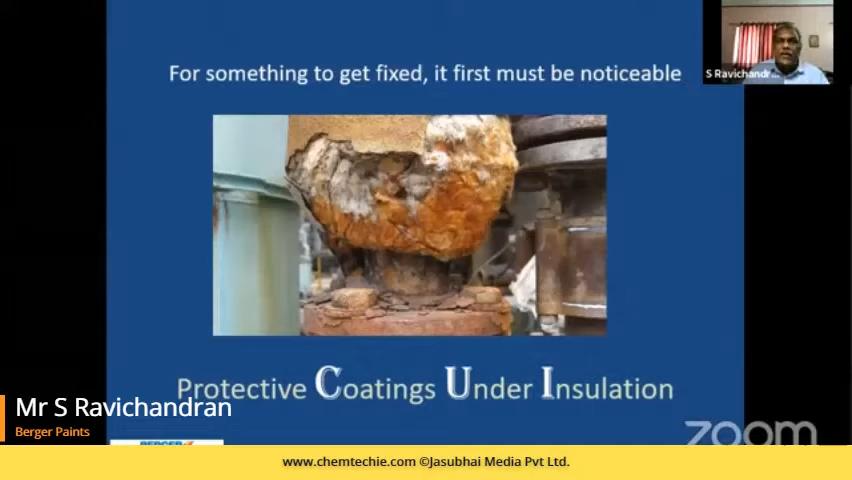 For something to get fixed, it first must be noticeable
S Ravichandr...
Protective Coatings Under Insulation
Mr S Ravichandran
Berger Paints
BERGER
zoom
www.chemtechie.com ©Jasubhai Media Pvt Ltd.